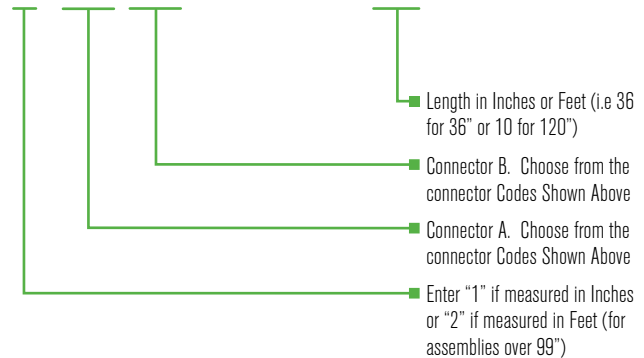 Length in Inches or Feet (i.e 36
for 36” or 10 for 120”)
Connector B. Choose from the
connector Codes Shown Above
Connector A. Choose from the
connector Codes Shown Above
Enter “1” if measured in Inches
or “2” if measured in Feet (for
assemblies over 99”)